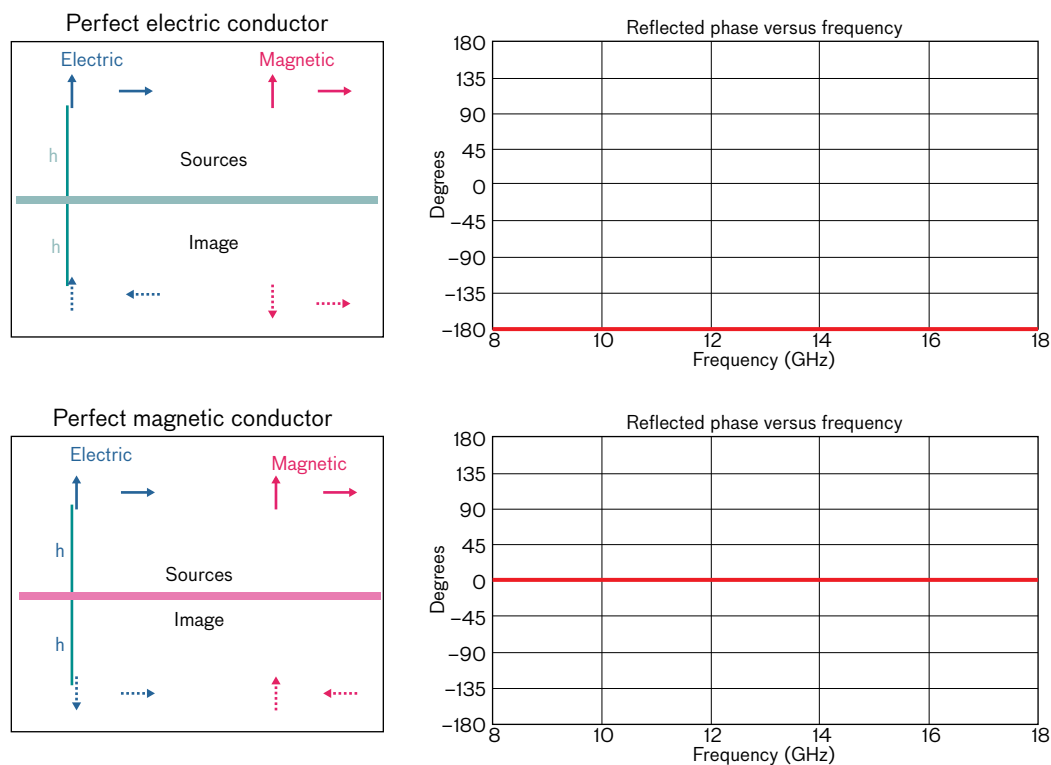 Perfect electric conductor
Electric
Magnetic
h
Sources
h
Image
Reflected phase versus frequency
180
135
90
45
0
−45
−90
−135
−180
Degrees
8
10
12
14
16
18
Frequency (GHz)
Perfect magnetic conductor
Electric
Magnetic
h
Sources
Image
h
Reflected phase versus frequency
180
135
90
45
0
−45
−90
−135
−180
Degrees
8
10
12
14
16
18
Frequency (GHz)